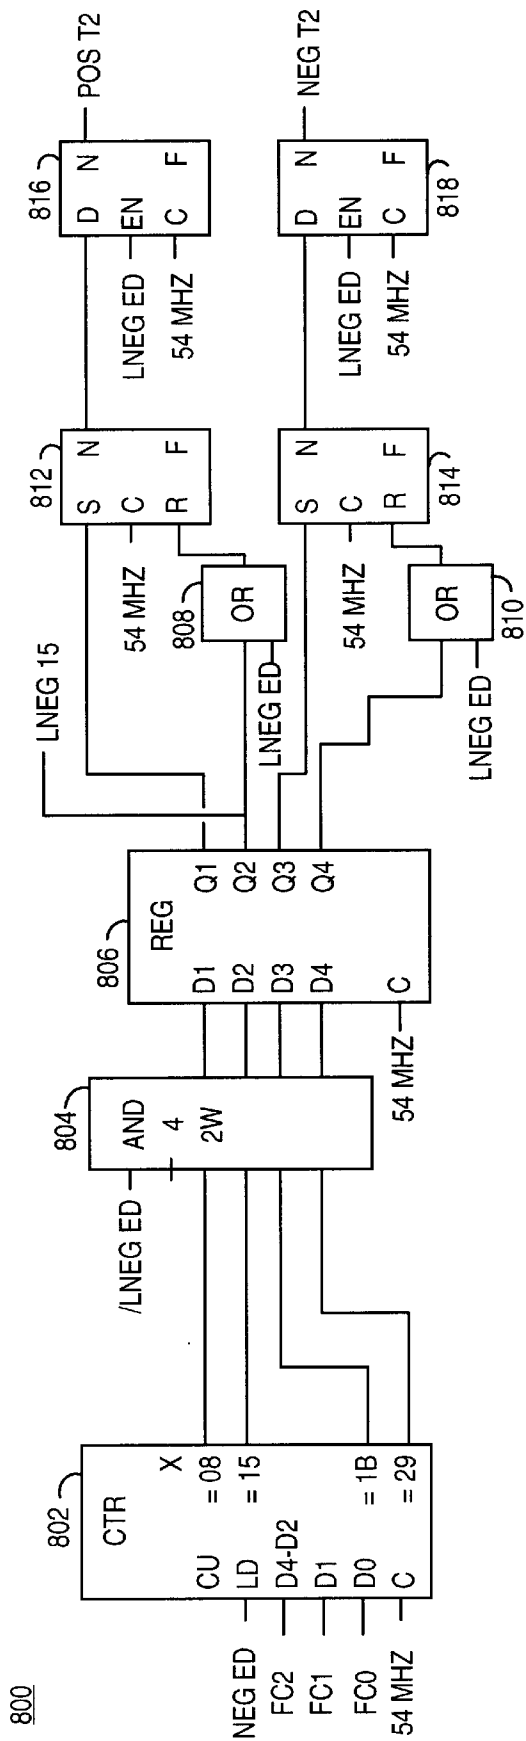 800
802
CTR
X
CU
= 08
LD
= 15
D4-D2
D1
D0
= 1B
C
= 29
NEG ED
FC2
FC1
FC0
54 MHZ
804
AND
4
2W
/LNEG ED
806
REG
D1
Q1
D2
Q2
D3
Q3
D4
Q4
C
54 MHZ
LNEG 15
808
OR
LNEG ED
810
OR
LNEG ED
812
S
N
C
R
F
54 MHZ
814
S
N
C
R
F
54 MHZ
816
D
N
EN
C
F
LNEG ED
54 MHZ
POS T2
818
D
N
EN
C
F
LNEG ED
54 MHZ
NEG T2